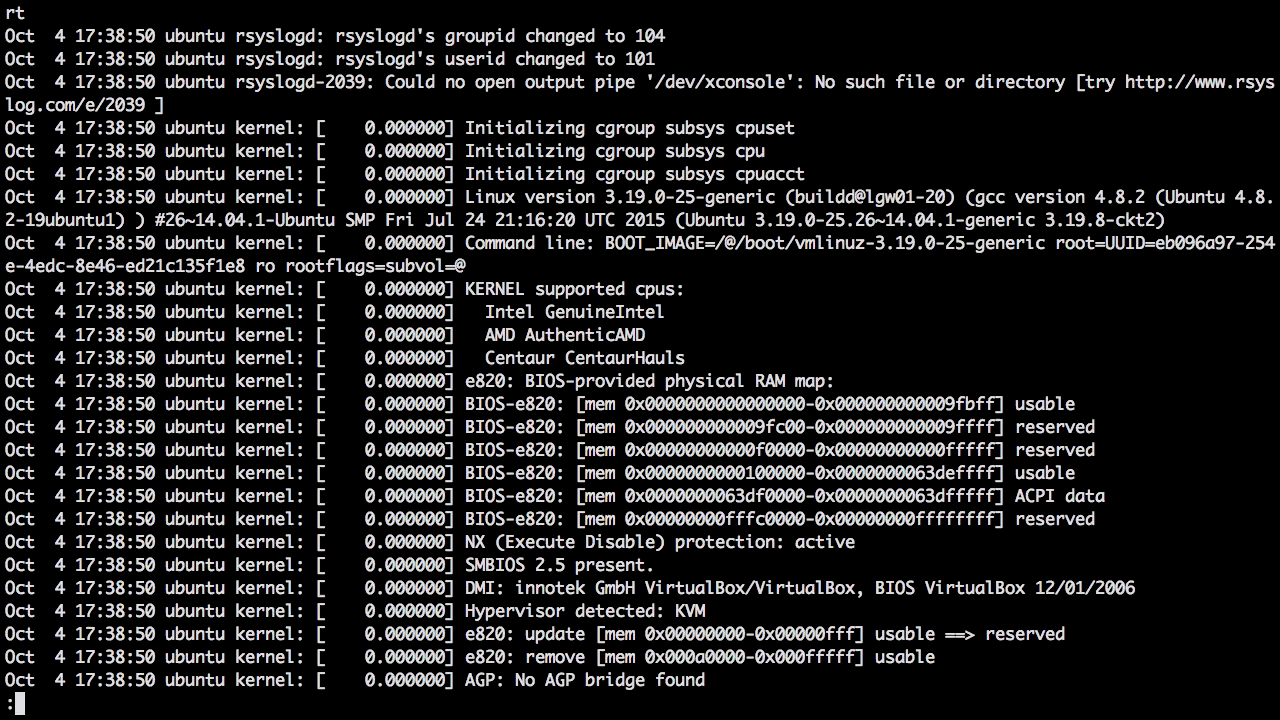 rt
Oct  4 17:38:50 ubuntu rsyslogd: rsyslogd's groupid changed to 104
Oct  4 17:38:50 ubuntu rsyslogd: rsyslogd's userid changed to 101
Oct  4 17:38:50 ubuntu rsyslogd-2039: Could no open output pipe '/dev/xconsole': No such file or directory [try http://www.rsys
log.com/e/2039 ]
Oct  4 17:38:50 ubuntu kernel: [    0.000000] Initializing cgroup subsys cpuset
Oct  4 17:38:50 ubuntu kernel: [    0.000000] Initializing cgroup subsys cpu
Oct  4 17:38:50 ubuntu kernel: [    0.000000] Initializing cgroup subsys cpuacct
Oct  4 17:38:50 ubuntu kernel: [    0.000000] Linux version 3.19.0-25-generic (buildd@lgw01-20) (gcc version 4.8.2 (Ubuntu 4.8.
2-19ubuntu1) ) #26~14.04.1-Ubuntu SMP Fri Jul 24 21:16:20 UTC 2015 (Ubuntu 3.19.0-25.26~14.04.1-generic 3.19.8-ckt2)
Oct  4 17:38:50 ubuntu kernel: [    0.000000] Command line: BOOT_IMAGE=/@/boot/vmlinuz-3.19.0-25-generic root=UUID=eb096a97-254
e-4edc-8e46-ed21c135f1e8 ro rootflags=subvol=@
Oct  4 17:38:50 ubuntu kernel: [    0.000000] KERNEL supported cpus:
Oct  4 17:38:50 ubuntu kernel: [    0.000000]   Intel GenuineIntel
Oct  4 17:38:50 ubuntu kernel: [    0.000000]   AMD AuthenticAMD
Oct  4 17:38:50 ubuntu kernel: [    0.000000]   Centaur CentaurHauls
Oct  4 17:38:50 ubuntu kernel: [    0.000000] e820: BIOS-provided physical RAM map:
Oct  4 17:38:50 ubuntu kernel: [    0.000000] BIOS-e820: [mem 0x0000000000000000-0x000000000009fbff] usable
Oct  4 17:38:50 ubuntu kernel: [    0.000000] BIOS-e820: [mem 0x000000000009fc00-0x000000000009ffff] reserved
Oct  4 17:38:50 ubuntu kernel: [    0.000000] BIOS-e820: [mem 0x00000000000f0000-0x00000000000fffff] reserved
Oct  4 17:38:50 ubuntu kernel: [    0.000000] BIOS-e820: [mem 0x0000000000100000-0x0000000063deffff] usable
Oct  4 17:38:50 ubuntu kernel: [    0.000000] BIOS-e820: [mem 0x0000000063df0000-0x0000000063dfffff] ACPI data
Oct  4 17:38:50 ubuntu kernel: [    0.000000] BIOS-e820: [mem 0x00000000fffc0000-0x00000000ffffffff] reserved
Oct  4 17:38:50 ubuntu kernel: [    0.000000] NX (Execute Disable) protection: active
Oct  4 17:38:50 ubuntu kernel: [    0.000000] SMBIOS 2.5 present.
Oct  4 17:38:50 ubuntu kernel: [    0.000000] DMI: innotek GmbH VirtualBox/VirtualBox, BIOS VirtualBox 12/01/2006
Oct  4 17:38:50 ubuntu kernel: [    0.000000] Hypervisor detected: KVM
Oct  4 17:38:50 ubuntu kernel: [    0.000000] e820: update [mem 0x00000000-0x00000fff] usable ==> reserved
Oct  4 17:38:50 ubuntu kernel: [    0.000000] e820: remove [mem 0x000a0000-0x000fffff] usable
Oct  4 17:38:50 ubuntu kernel: [    0.000000] AGP: No AGP bridge found
: